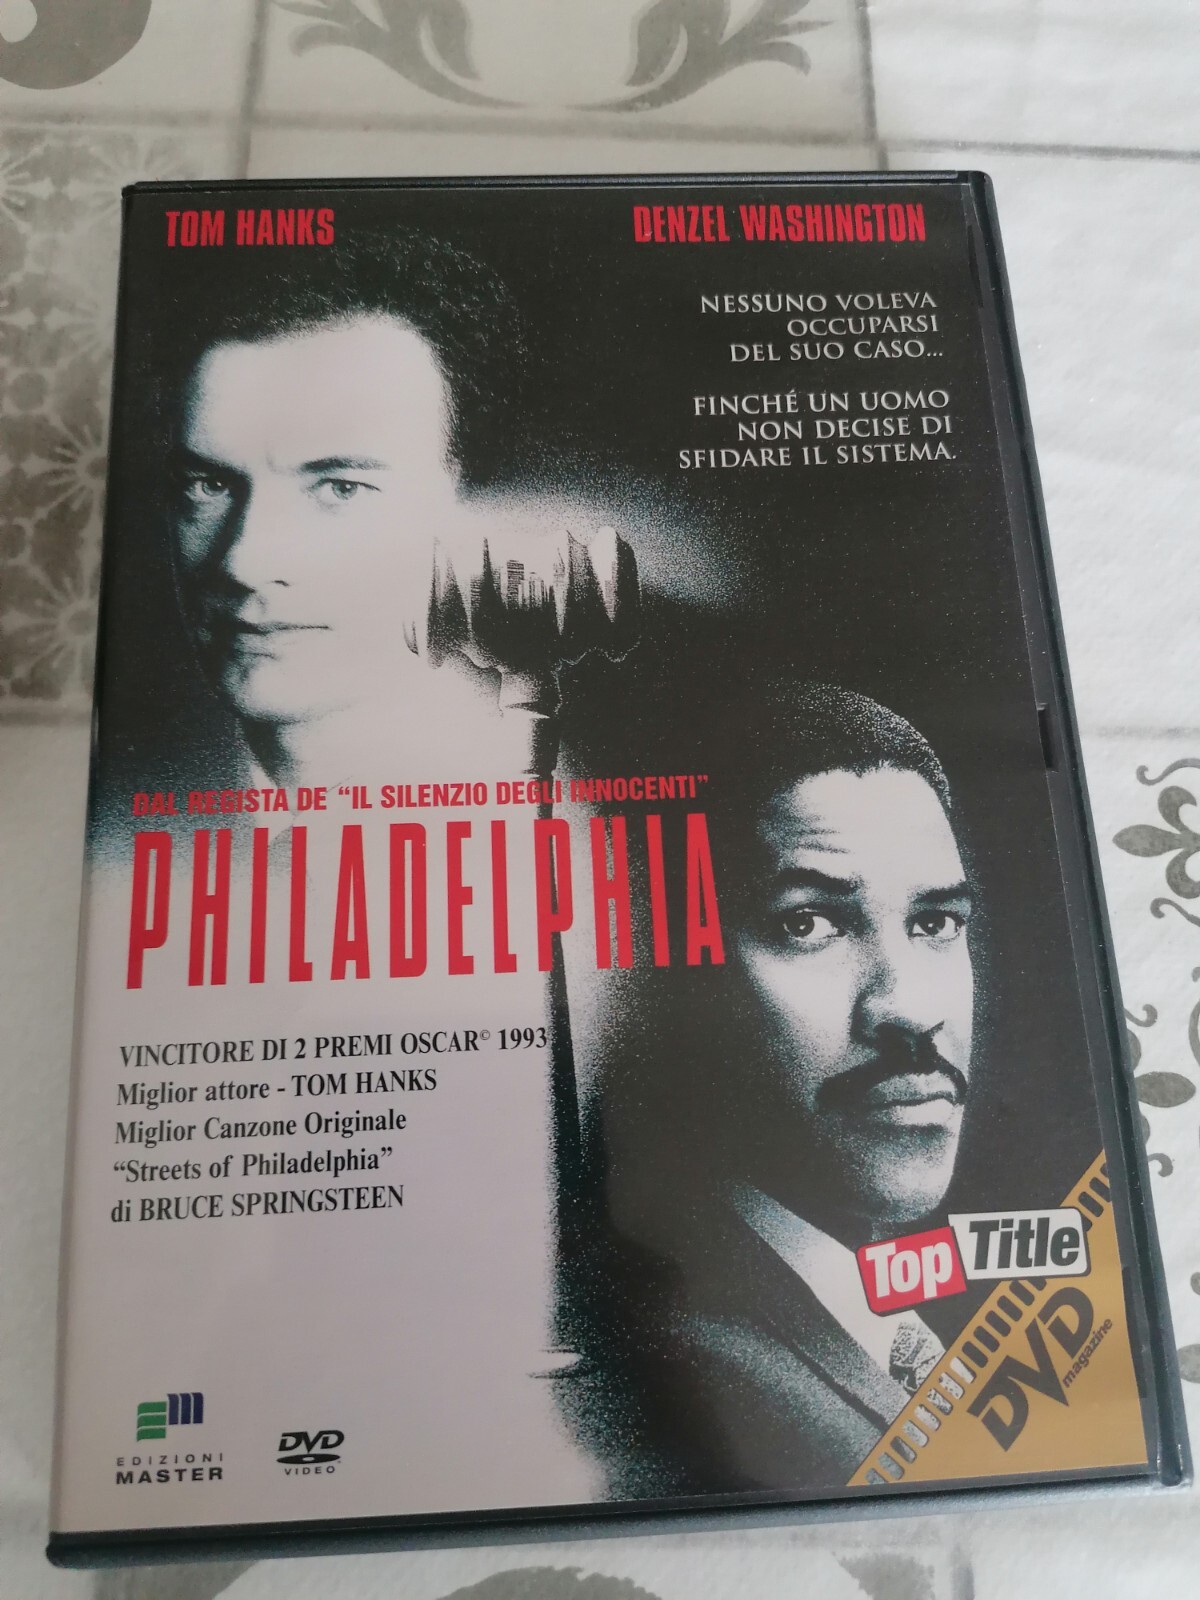 TOM HANKS
DENZEL WASHINGTON
NESSUNO VOLEVA
OCCUPARSI
DEL SUO CASO...
FINCHÉ UN UOMO
NON DECISE DI
SFIDARE IL SISTEMA.
DAL REGISTA DE "IL SILENZIO DEGLI INNOCENTI"
PHILADELPHIA
VINCITORE DI 2 PREMI OSCAR© 1993
Miglior attore - TOM HANKS
Miglior Canzone Originale
"Streets of Philadelphia"
di BRUCE SPRINGSTEEN
Top Title
DVD
magazine
em
EDIZIONI
MASTER
DVD
VIDEO